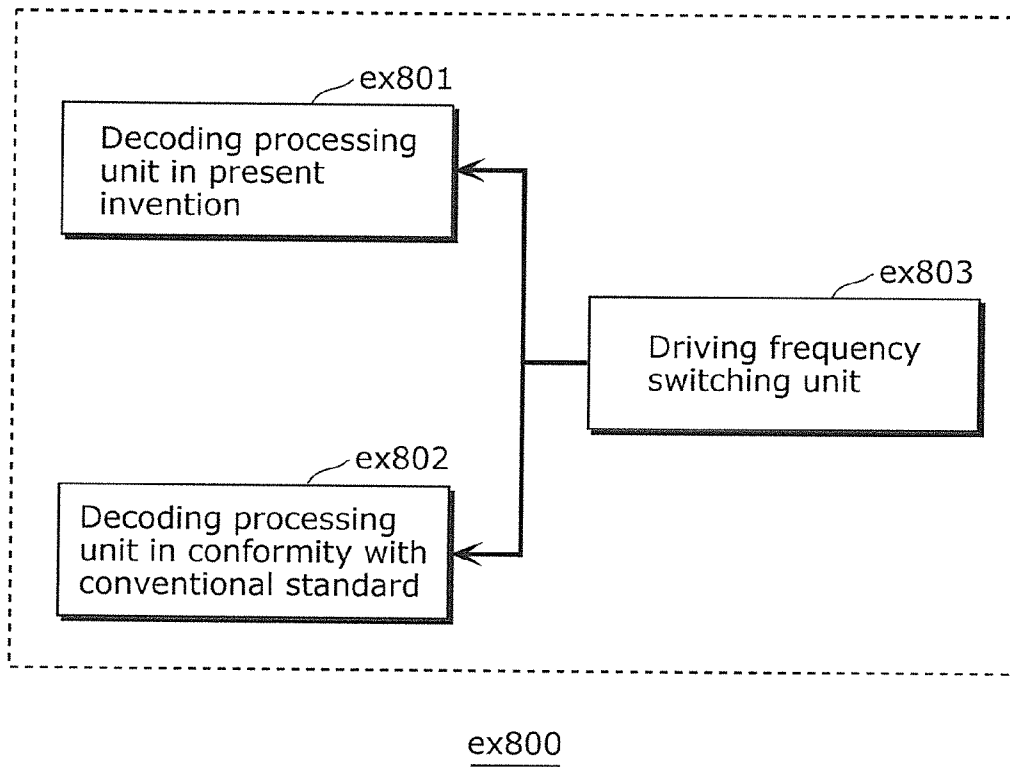 ex801
Decoding processing
unit in present
invention
ex803
Driving frequency
switching unit
ex802
Decoding processing
unit in conformity with
conventional standard
ex800